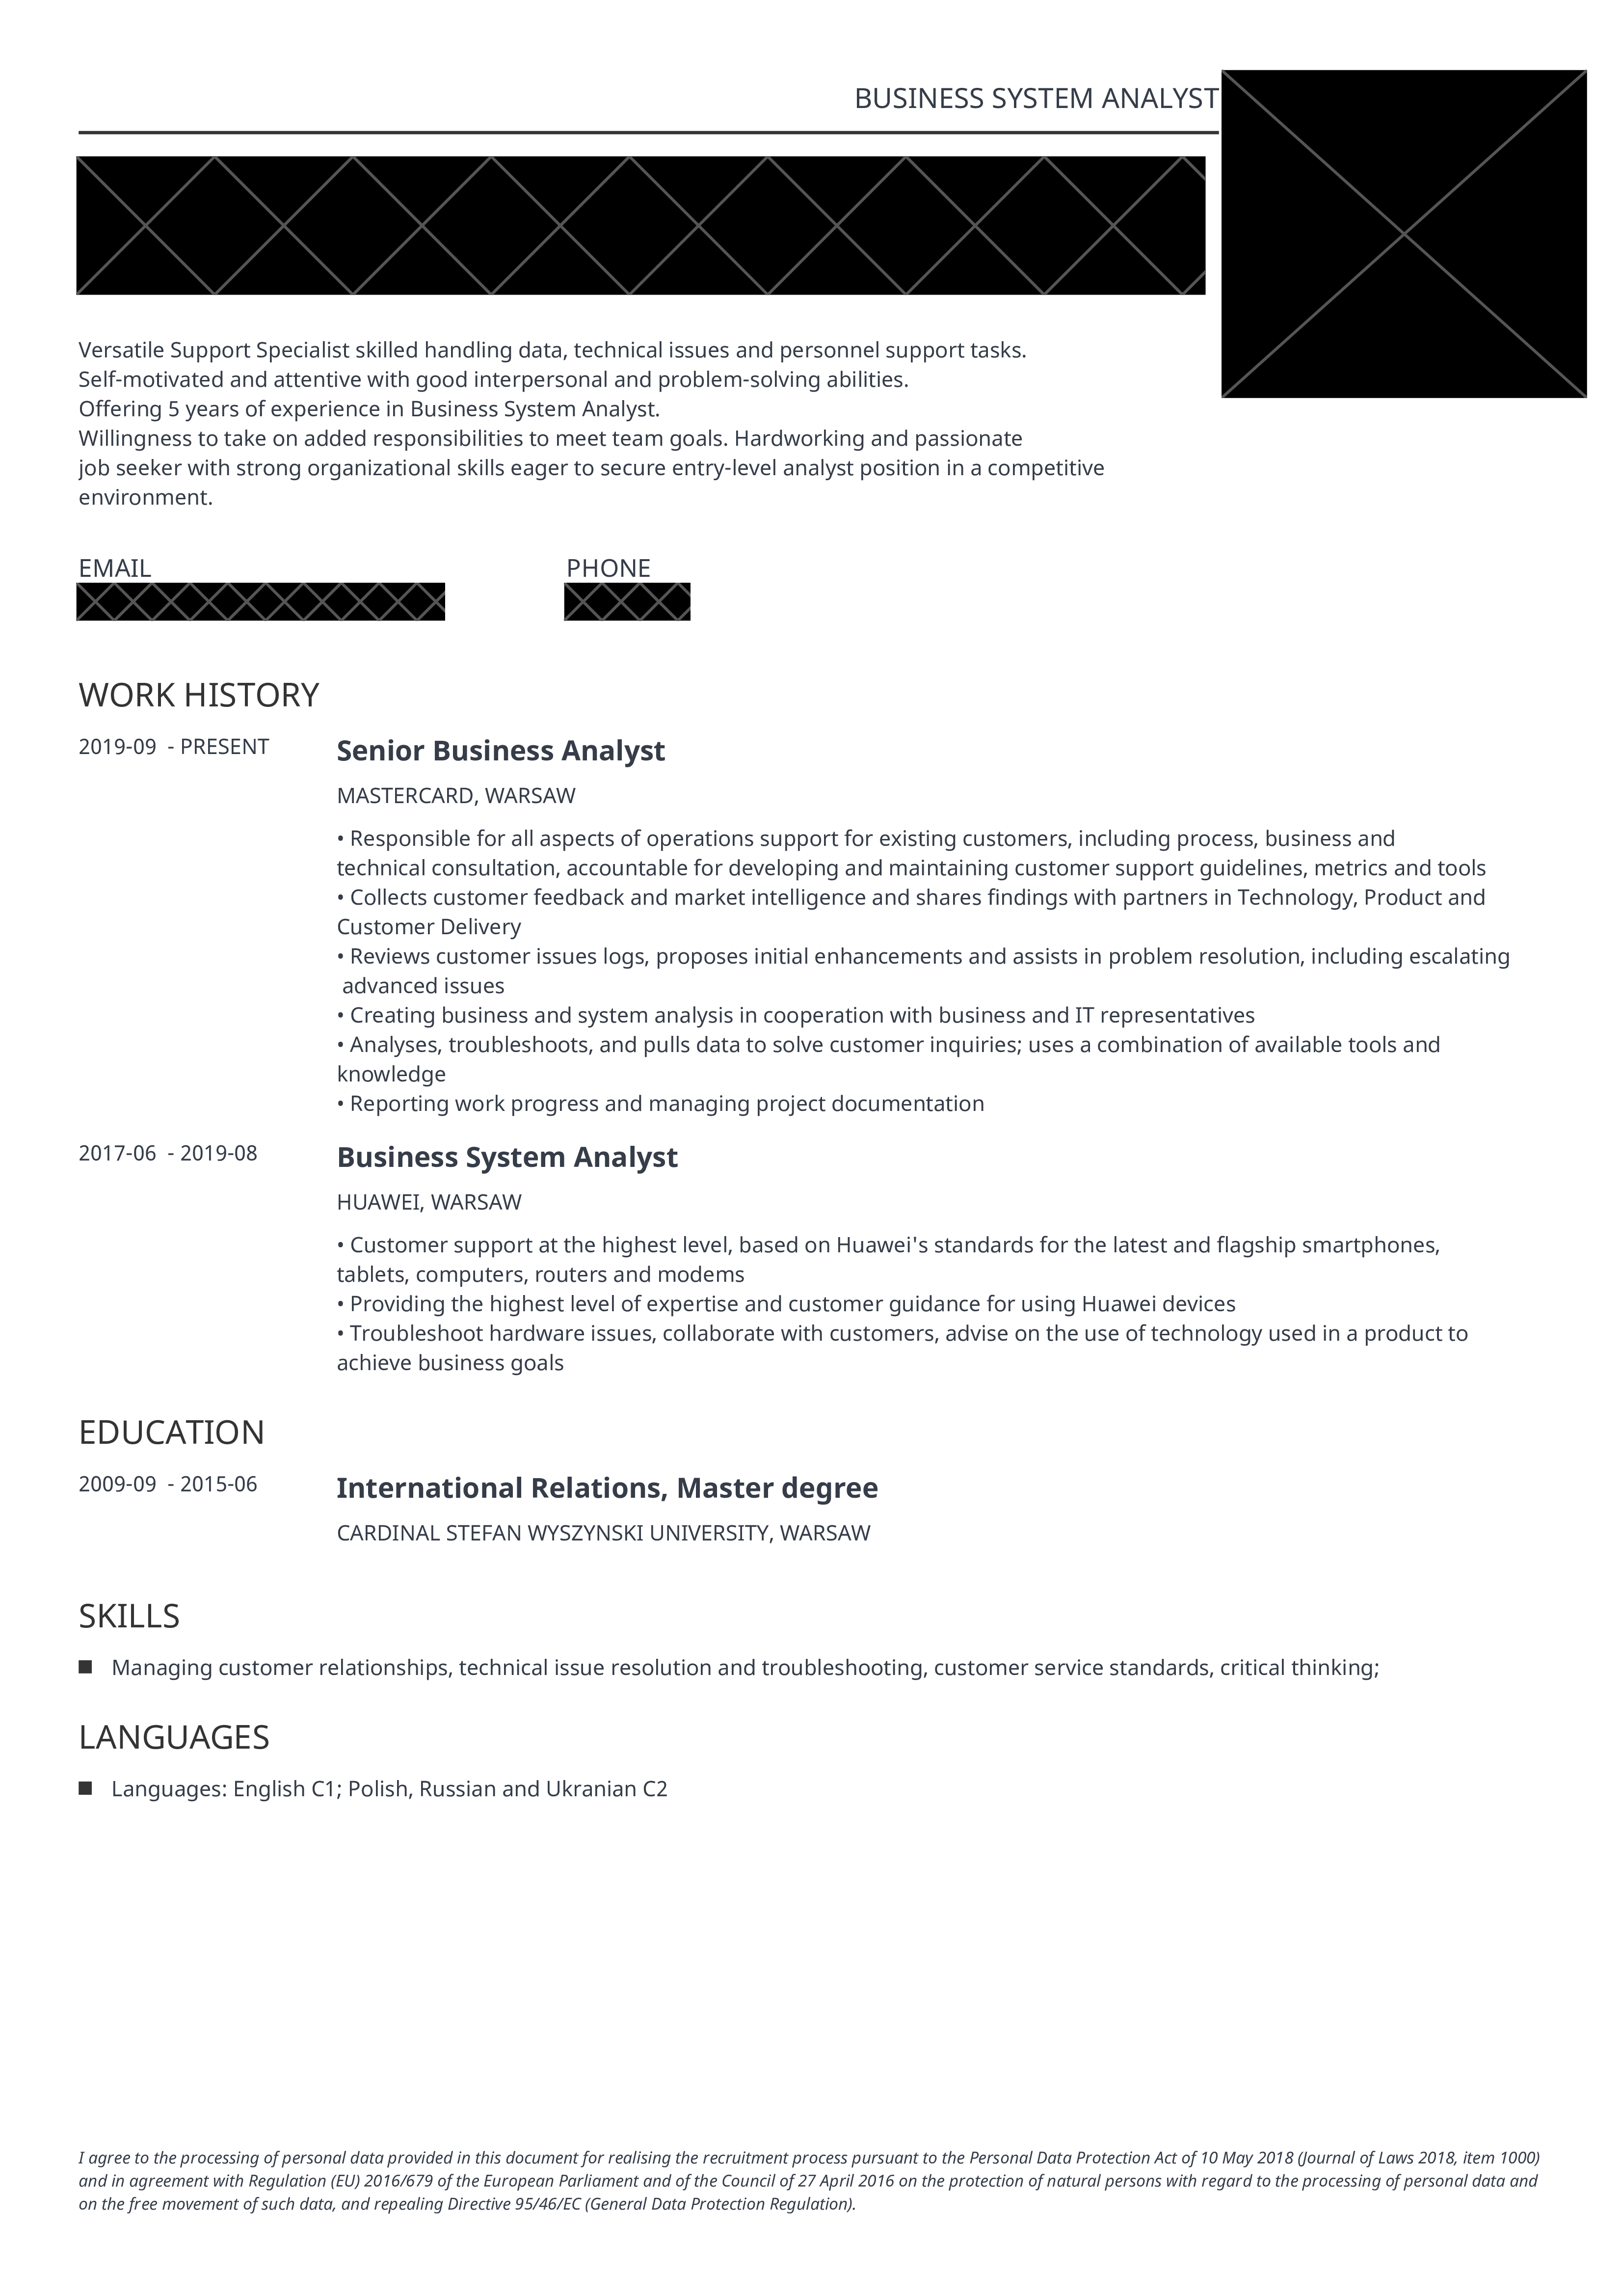 BUSINESS SYSTEM ANALYST
Versatile Support Specialist skilled handling data, technical issues and personnel support tasks.
Self-motivated and attentive with good interpersonal and problem-solving abilities.
Offering 5 years of experience in Business System Analyst.
Willingness to take on added responsibilities to meet team goals. Hardworking and passionate
job seeker with strong organizational skills eager to secure entry-level analyst position in a competitive
environment.
EMAIL
PHONE
WORK HISTORY
2019-09 - PRESENT
Senior Business Analyst
MASTERCARD, WARSAW
• Responsible for all aspects of operations support for existing customers, including process, business and
technical consultation, accountable for developing and maintaining customer support guidelines, metrics and tools
• Collects customer feedback and market intelligence and shares findings with partners in Technology, Product and
Customer Delivery
• Reviews customer issues logs, proposes initial enhancements and assists in problem resolution, including escalating
advanced issues
• Creating business and system analysis in cooperation with business and IT representatives
• Analyses, troubleshoots, and pulls data to solve customer inquiries; uses a combination of available tools and
knowledge
• Reporting work progress and managing project documentation
2017-06 - 2019-08
Business System Analyst
HUAWEI, WARSAW
• Customer support at the highest level, based on Huawei's standards for the latest and flagship smartphones,
tablets, computers, routers and modems
• Providing the highest level of expertise and customer guidance for using Huawei devices
• Troubleshoot hardware issues, collaborate with customers, advise on the use of technology used in a product to
achieve business goals
EDUCATION
2009-09 - 2015-06
International Relations, Master degree
CARDINAL STEFAN WYSZYNSKI UNIVERSITY, WARSAW
SKILLS
■ Managing customer relationships, technical issue resolution and troubleshooting, customer service standards, critical thinking;
LANGUAGES
■ Languages: English C1; Polish, Russian and Ukranian C2
I agree to the processing of personal data provided in this document for realising the recruitment process pursuant to the Personal Data Protection Act of 10 May 2018 (Journal of Laws 2018, item 1000)
and in agreement with Regulation (EU) 2016/679 of the European Parliament and of the Council of 27 April 2016 on the protection of natural persons with regard to the processing of personal data and
on the free movement of such data, and repealing Directive 95/46/EC (General Data Protection Regulation).